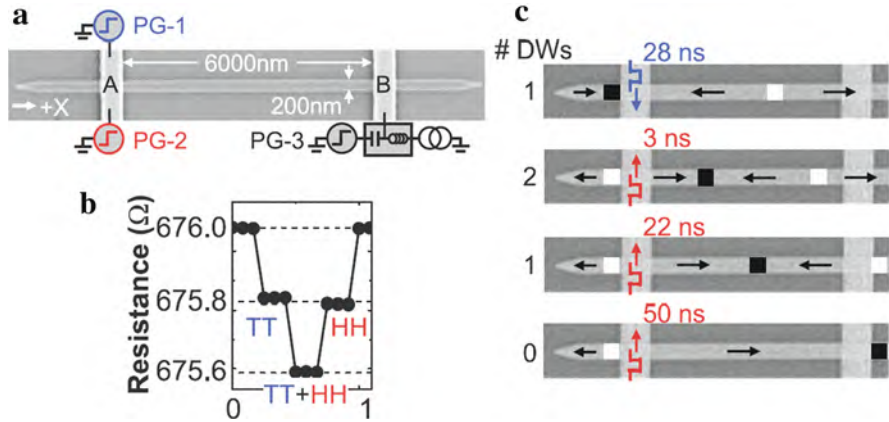 a
PG-1
6000nm
A
B
+X
200nm
PG-2
PG-3
b
Resistance (Ω)
676.0
675.8
675.6
TT
HH
TT+HH
0
1
c
# DWs
28 ns
1
3 ns
2
22 ns
1
50 ns
0